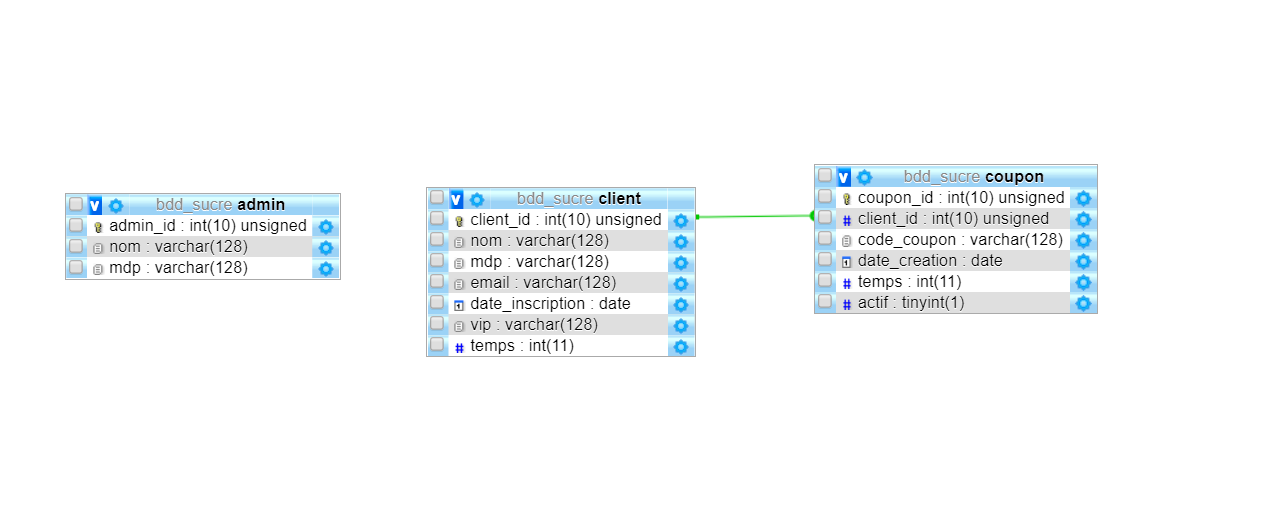 bdd_sucre admin
admin_id : int(10) unsigned
nom : varchar(128)
mdp : varchar(128)
bdd_sucre client
client_id : int(10) unsigned
nom : varchar(128)
mdp : varchar(128)
email : varchar(128)
date_inscription : date
vip : varchar(128)
temps : int(11)
bdd_sucre coupon
coupon_id : int(10) unsigned
client_id : int(10) unsigned
code_coupon : varchar(128)
date_creation : date
temps : int(11)
actif : tinyint(1)